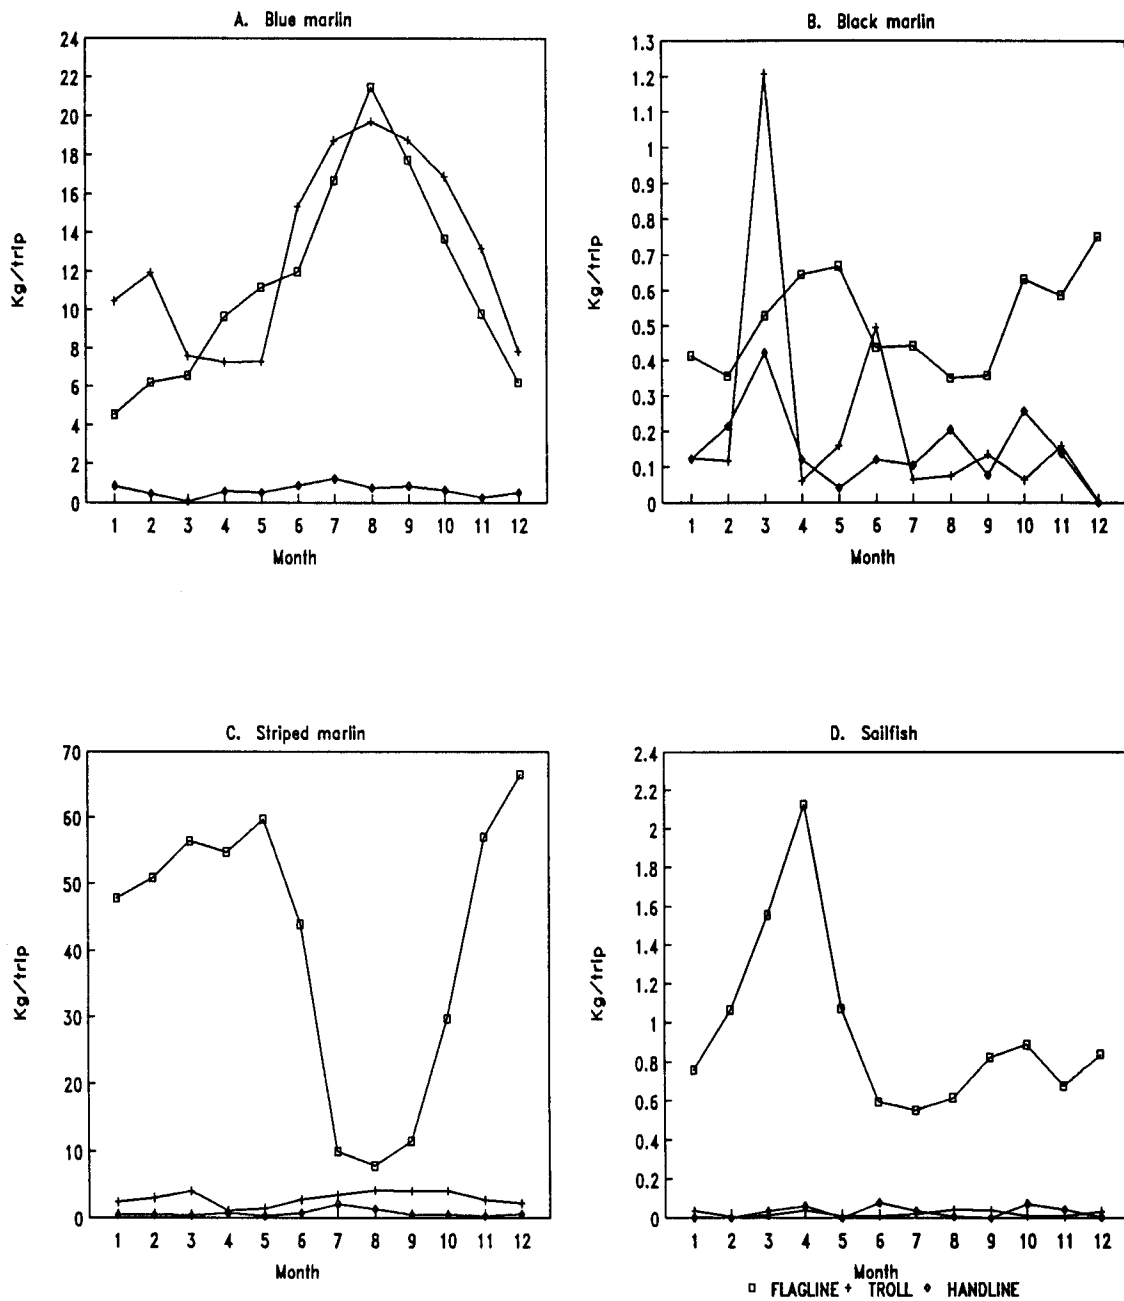 A. Blue marlin
24
22
20
18
16
14
12
10
8
6
4
2
0
Kg/trip
1 2 3 4 5 6 7 8 9 10 11 12
Month
B. Black marlin
1.3
1.2
1.1
1
0.9
0.8
0.7
0.6
0.5
0.4
0.3
0.2
0.1
0
Kg/trip
1 2 3 4 5 6 7 8 9 10 11 12
Month
C. Striped marlin
70
60
50
40
30
20
10
0
Kg/trip
1 2 3 4 5 6 7 8 9 10 11 12
Month
D. Sailfish
2.4
2.2
2
1.8
1.6
1.4
1.2
1
0.8
0.6
0.4
0.2
0
Kg/trip
1 2 3 4 5 6 7 8 9 10 11 12
Month
FLAGLINE + TROLL HANDLINE